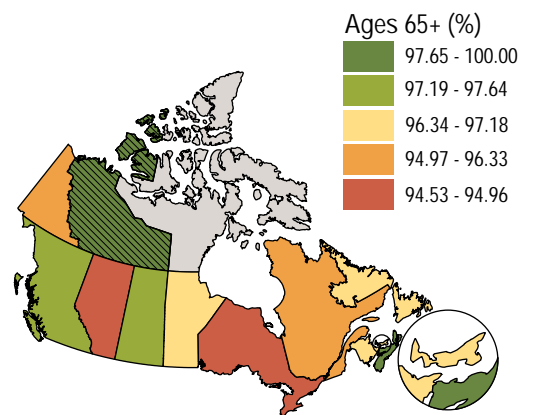 Ages 65+ (%)
97.65 - 100.00
97.19 - 97.64
96.34 - 97.18
94.97 - 96.33
94.53 - 94.96